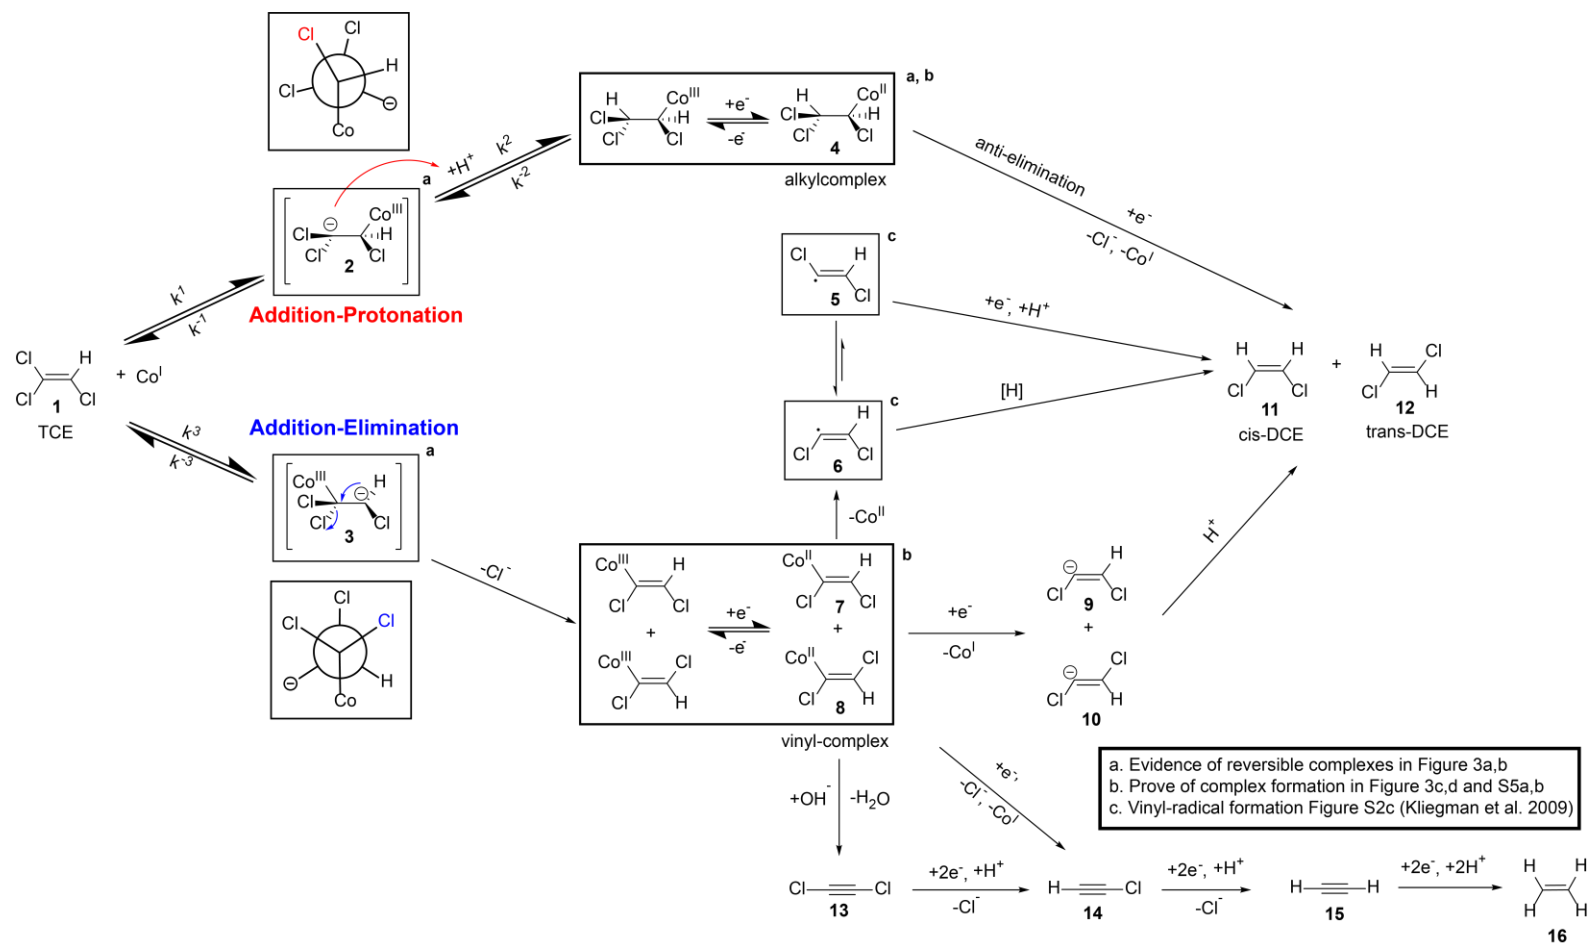 Cl
Cl
H
Cl
⊖
Co
a
Cl
⊖
Co^III
H
Cl
Cl
2
k^1
k^-1
Addition-Protonation
+H^+
k^2
k^-2
a, b
H
Co^III
Cl
H
Cl
Cl
+e^-
-e^-
H
Co^II
Cl
H
Cl
Cl
4
alkylcomplex
anti-elimination
+e^-
-Cl^-, -Co^I
c
Cl
H
•
Cl
5
+e^-, +H^+
Cl
H
Cl
Cl
1
TCE
+ Co^I
c
•
H
Cl
Cl
6
[H]
H
H
Cl
Cl
11
cis-DCE
+
H
Cl
Cl
H
12
trans-DCE
k^3
k^-3
Addition-Elimination
a
Co^III
⊖
H
Cl
Cl
Cl
3
-Cl^-
Cl
Cl
Cl
⊖
H
Co
-Co^II
b
Co^III
H
Cl
Cl
+
Co^III
Cl
Cl
H
+e^-
-e^-
Co^II
H
7
Cl
Cl
+
Co^II
Cl
Cl
H
8
vinyl-complex
+e^-
-Co^I
⊖
H
Cl
Cl
9
+
⊖
Cl
Cl
H
10
H^+
+OH^-
-H2O
+e^-,
-Cl^-, -Co^I
a. Evidence of reversible complexes in Figure 3a,b
b. Prove of complex formation in Figure 3c,d and S5a,b
c. Vinyl-radical formation Figure S2c (Kliegman et al. 2009)
Cl
Cl
13
+2e^-, +H^+
-Cl^-
H
Cl
14
+2e^-, +H^+
-Cl^-
H
H
15
+2e^-, +2H^+
H
H
H
H
16